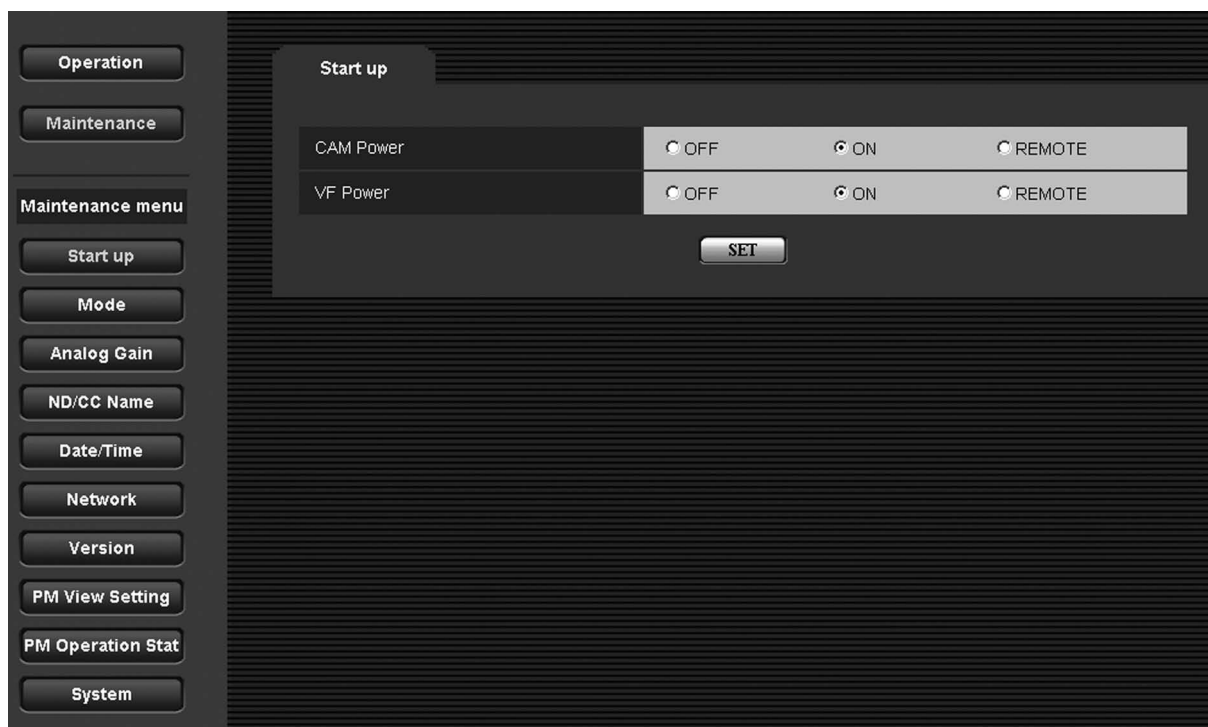 Operation
Maintenance
Maintenance menu
Start up
Mode
Analog Gain
ND/CC Name
Date/Time
Network
Version
PM View Setting
PM Operation Stat
System
Start up
CAM Power OFF ON REMOTE
VF Power OFF ON REMOTE
SET